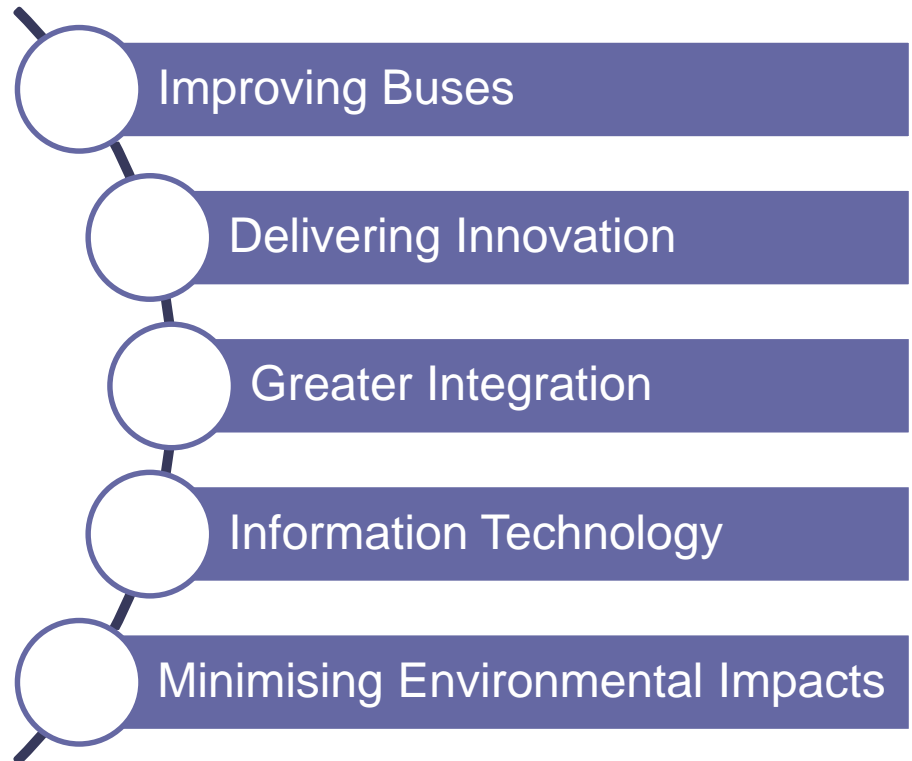 Improving Buses
Delivering Innovation
Greater Integration
Information Technology
Minimising Environmental Impacts